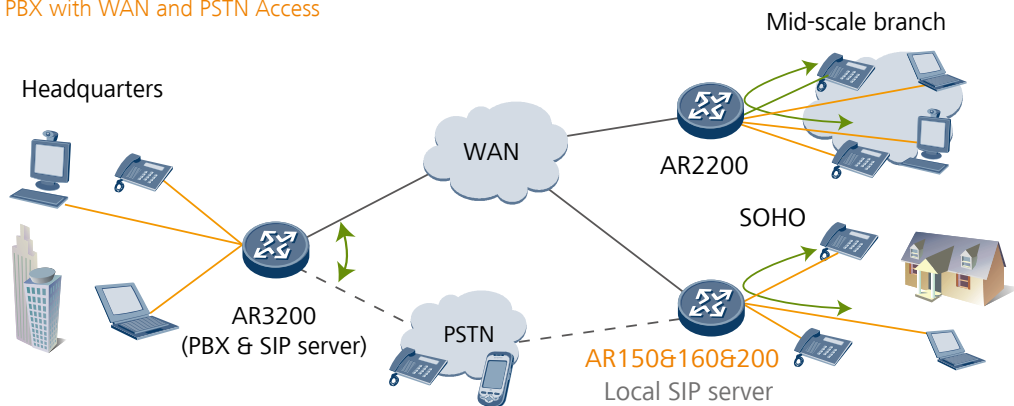 PBX with WAN and PSTN Access
Mid-scale branch
Headquarters
WAN
AR2200
SOHO
AR3200
(PBX & SIP server)
PSTN
AR150&160&200
Local SIP server